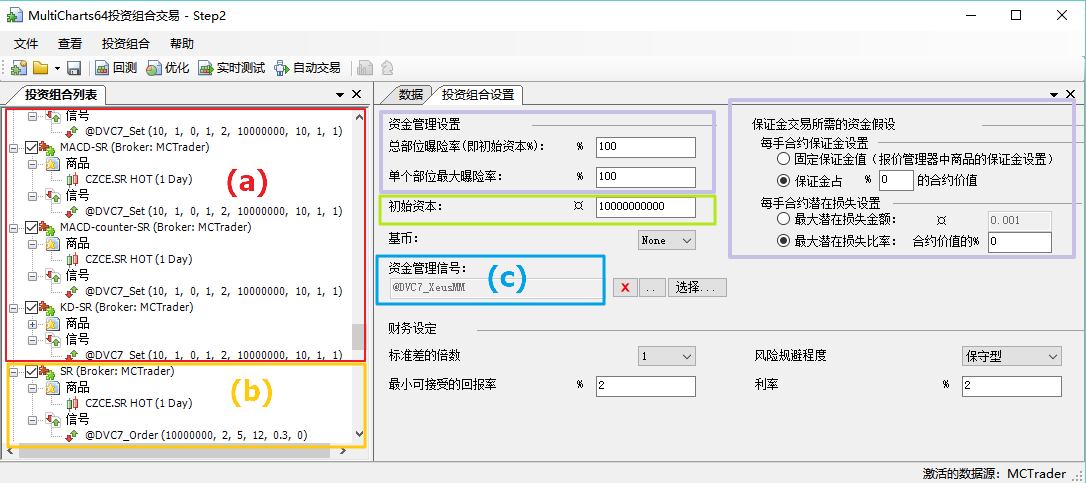 MultiCharts64投资组合交易 - Step2
文件 查看 投资组合 帮助
回测 优化 实时测试 自动交易
投资组合列表
信号
@DVC7_Set (10, 1, 0, 1, 2, 10000000, 10, 1, 1)
MACD-SR (Broker: MCTrader)
商品
CZCE.SR HOT (1 Day)
信号
@DVC7_Set (10, 1, 0, 1, 2, 10000000, 10, 1, 1)
MACD-counter-SR (Broker: MCTrader)
商品
CZCE.SR HOT (1 Day)
信号
@DVC7_Set (10, 1, 0, 1, 2, 10000000, 10, 1, 1)
KD-SR (Broker: MCTrader)
商品
信号
@DVC7_Set (10, 1, 0, 1, 2, 10000000, 10, 1, 1)
(a)
SR (Broker: MCTrader)
商品
CZCE.SR HOT (1 Day)
信号
@DVC7_Order (10000000, 2, 5, 12, 0.3, 0)
(b)
数据 投资组合设置
资金管理设置
总部位曝险率(即初始资本%): % 100
单个部位最大曝险率: % 100
初始资本: ¤ 10000000000
基币: None
资金管理信号:
@DVC7_XeusMM
(c)
X .. 选择...
保证金交易所需的资金假设
每手合约保证金设置
固定保证金值（报价管理器中商品的保证金设置）
保证金占 % 0 的合约价值
每手合约潜在损失设置
最大潜在损失金额: ¤ 0.001
最大潜在损失比率: 合约价值的% 0
财务设定
标准差的倍数 1 风险规避程度 保守型
最小可接受的回报率 % 2 利率 % 2
激活的数据源: MCTrader